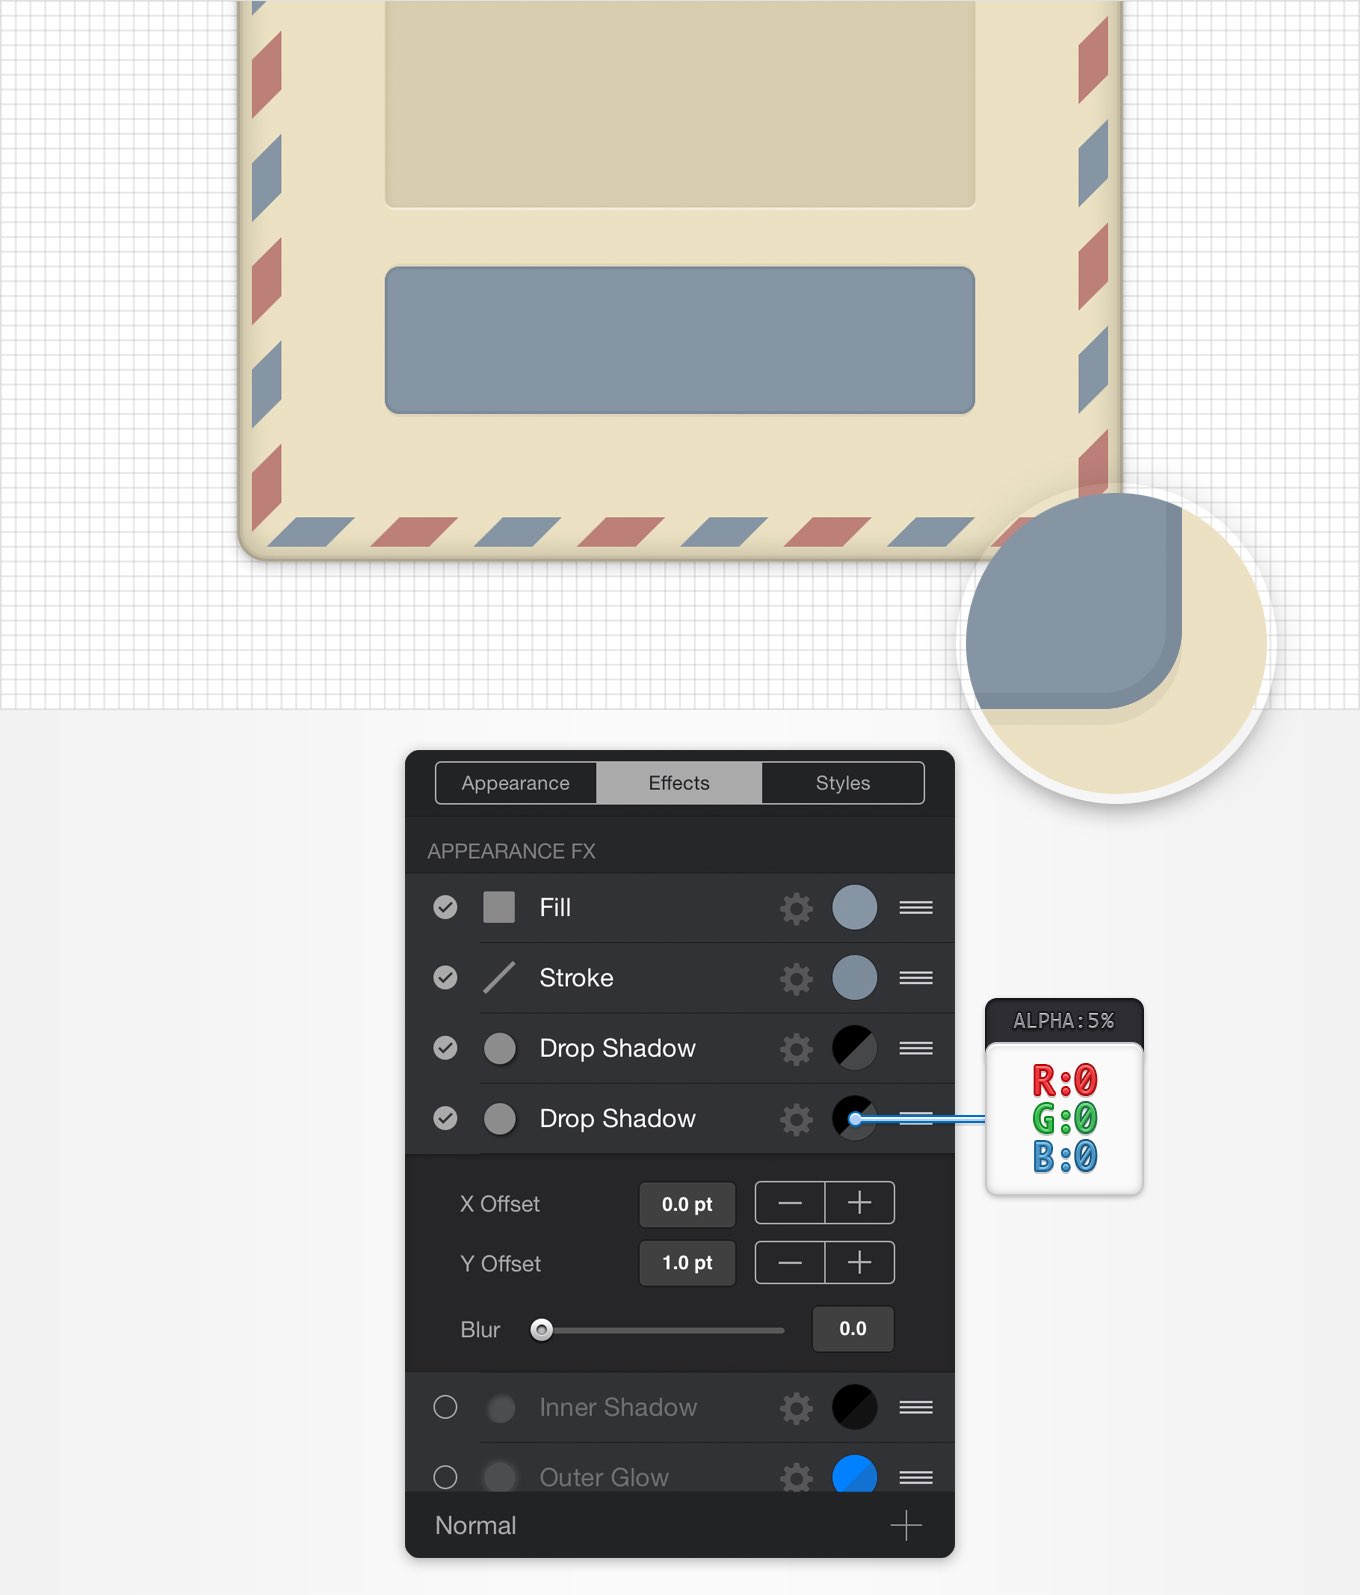 Appearance Effects Styles
APPEARANCE FX
Fill
Stroke
Drop Shadow
Drop Shadow
ALPHA:5%
R:0
G:0
B:0
X Offset 0.0 pt
Y Offset 1.0 pt
Blur 0.0
Inner Shadow
Outer Glow
Normal